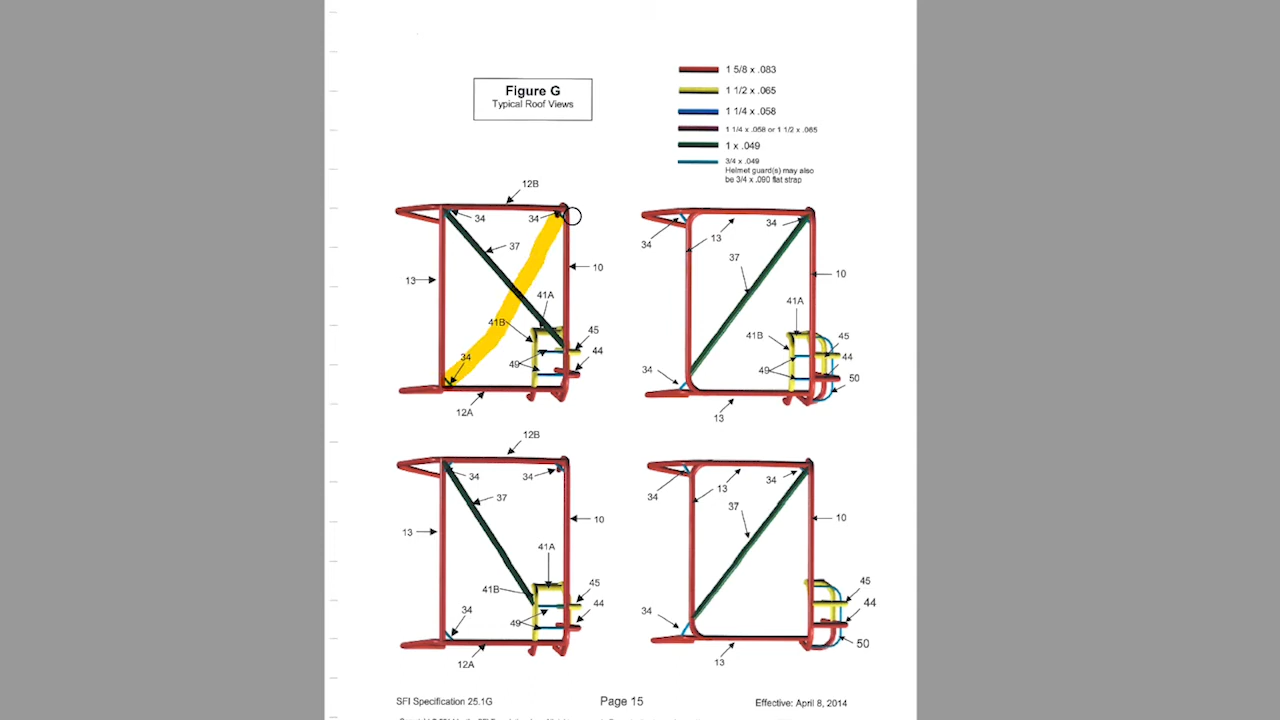 Figure G
Typical Roof Views
1 5/8 x .083
1 1/2 x .065
1 1/4 x .058
1 1/4 x .058 or 1 1/2 x .065
1 x .049
3/4 x .049
Helmet guard(s) may also
be 3/4 x .090 flat strap
12B
34
34
37
10
13
41A
41B
45
44
34
49
12A
34
13
34
37
10
41A
41B
45
44
49
34
50
13
12B
34
34
37
10
13
41A
41B
45
44
34
49
12A
34
13
34
37
10
45
44
34
50
13
SFI Specification 25.1G
Page 15
Effective: April 8, 2014